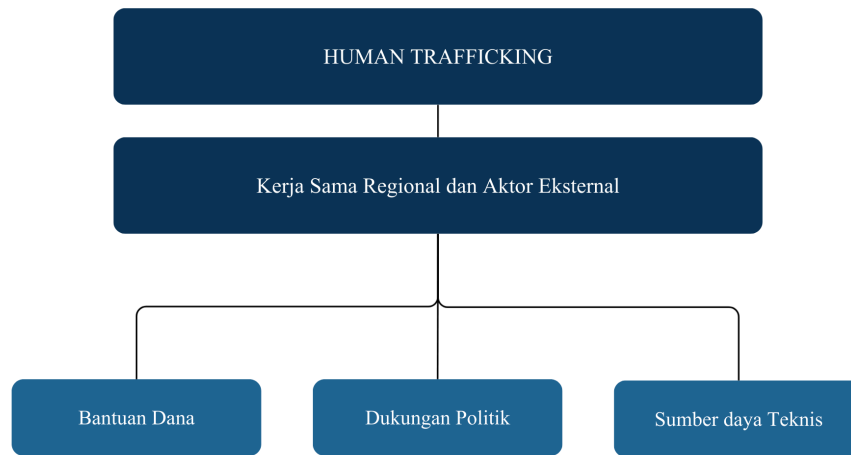 HUMAN TRAFFICKING
Kerja Sama Regional dan Aktor Eksternal
Bantuan Dana
Dukungan Politik
Sumber daya Teknis